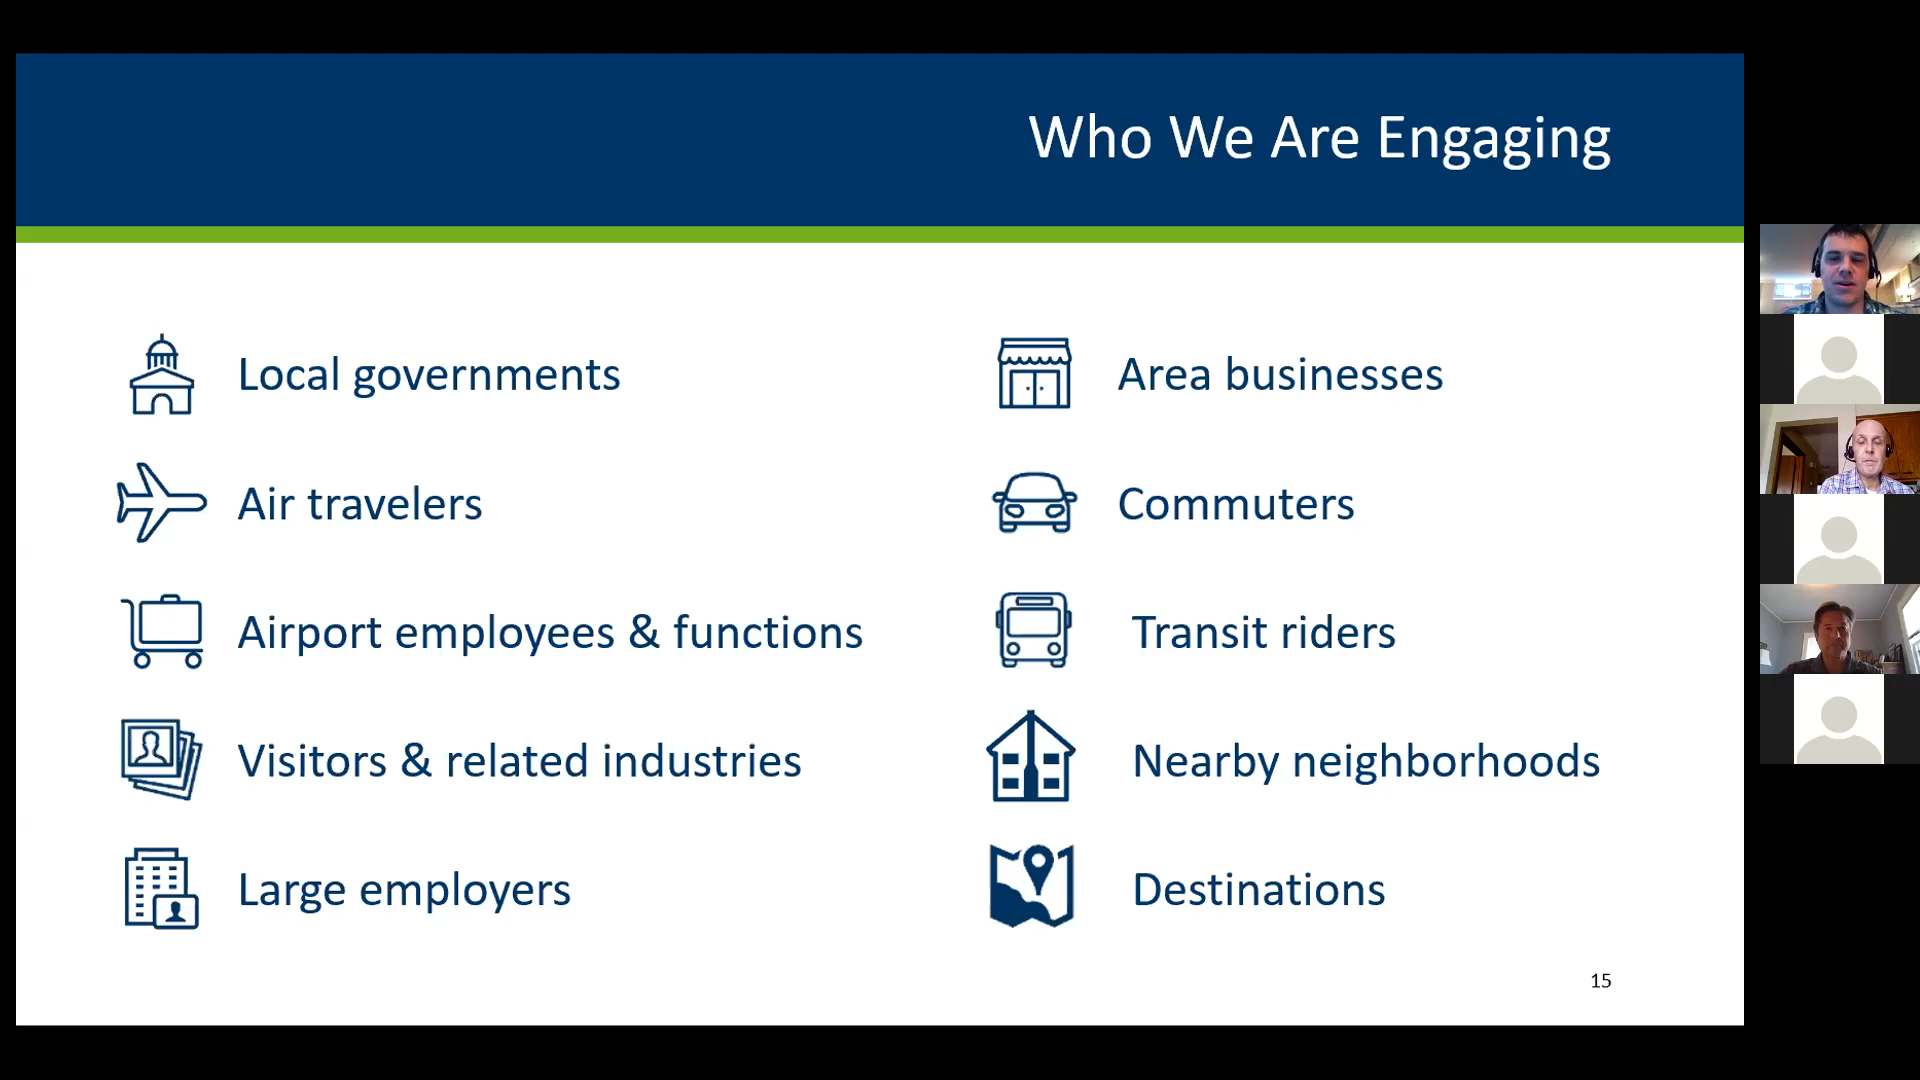 Who We Are Engaging
Local governments
Air travelers
Airport employees & functions
Visitors & related industries
Large employers
Area businesses
Commuters
Transit riders
Nearby neighborhoods
Destinations
15